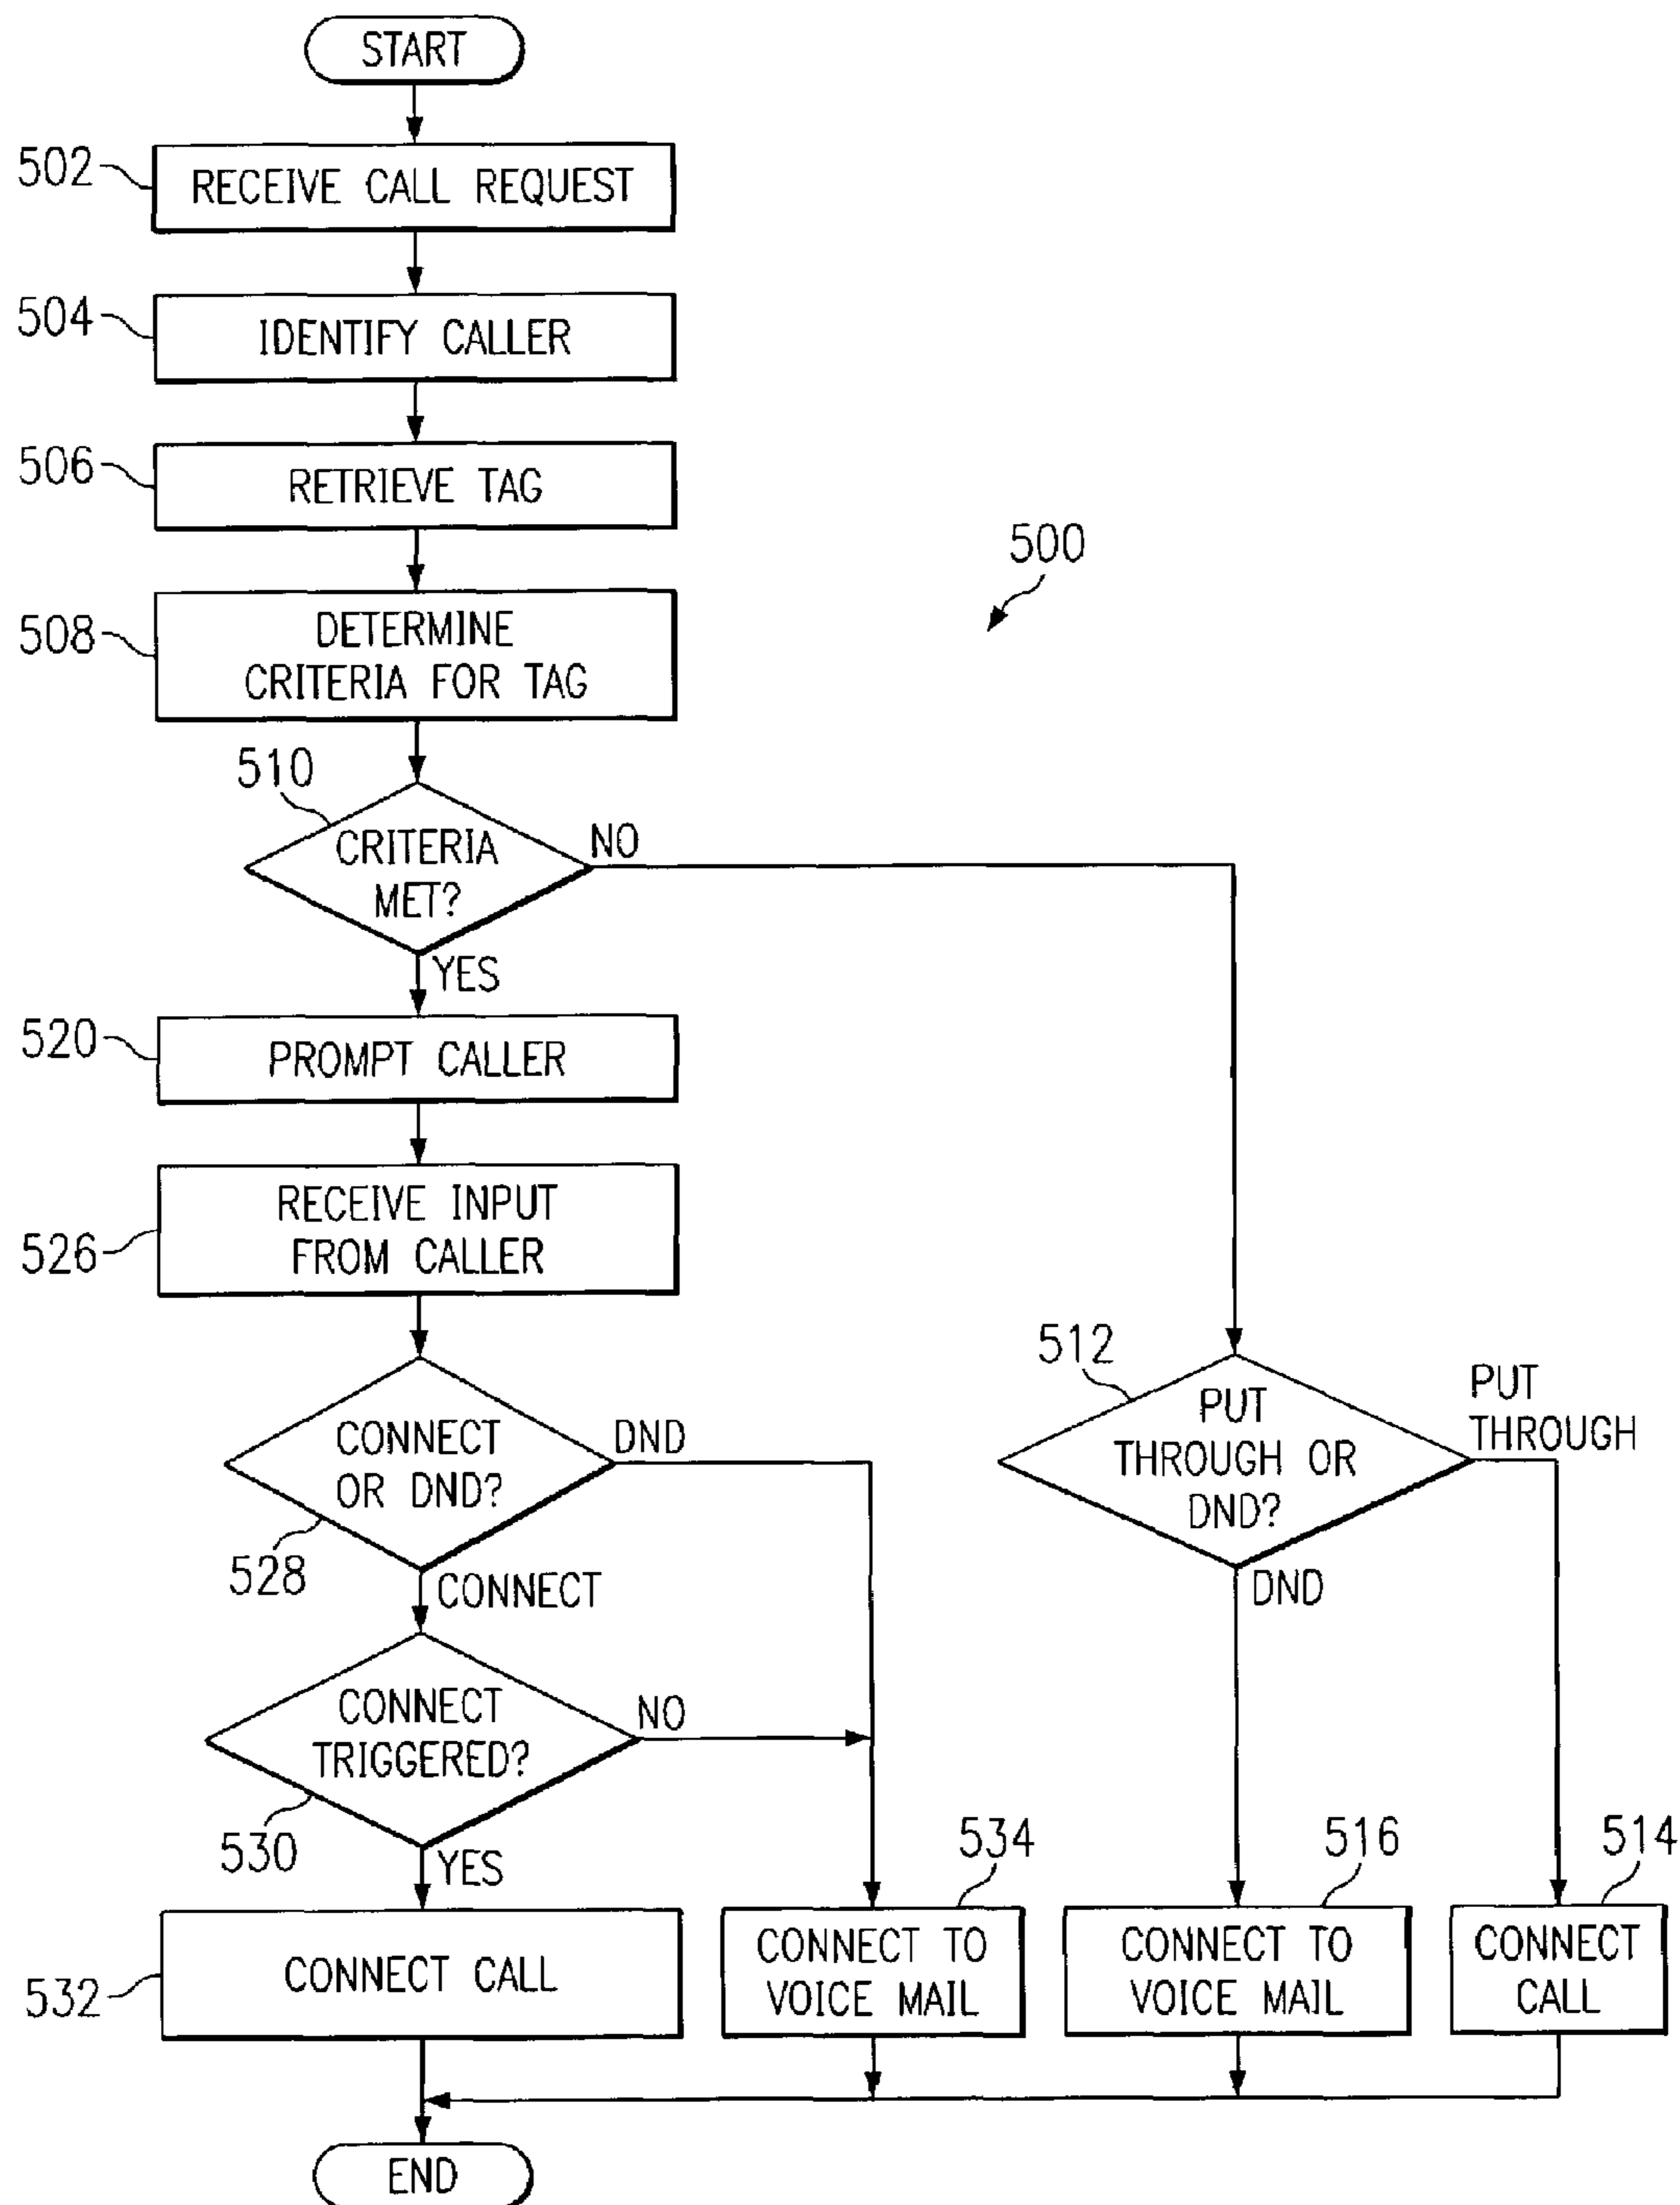 START
502
RECEIVE CALL REQUEST
504
IDENTIFY CALLER
506
RETRIEVE TAG
500
508
DETERMINE
CRITERIA FOR TAG
510
CRITERIA
MET?
NO
YES
520
PROMPT CALLER
526
RECEIVE INPUT
FROM CALLER
528
CONNECT
OR DND?
DND
CONNECT
512
PUT
THROUGH OR
DND?
PUT
THROUGH
DND
530
CONNECT
TRIGGERED?
NO
YES
532
CONNECT CALL
534
CONNECT TO
VOICE MAIL
516
CONNECT TO
VOICE MAIL
514
CONNECT
CALL
END